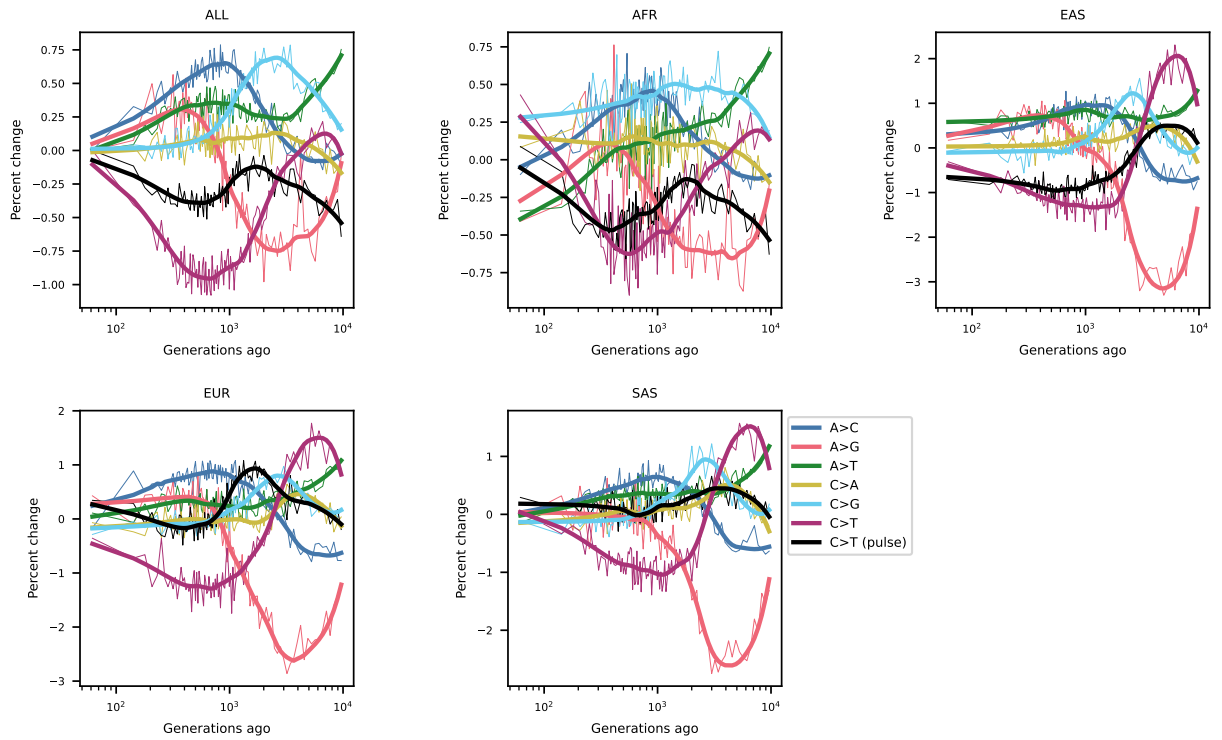 ALL
0.75
0.50
0.25
0.00
−0.25
−0.50
−0.75
−1.00
Percent change
10² 10³ 10⁴
Generations ago
AFR
0.75
0.50
0.25
0.00
−0.25
−0.50
−0.75
Percent change
10² 10³ 10⁴
Generations ago
EAS
2
1
0
−1
−2
−3
Percent change
10² 10³ 10⁴
Generations ago
EUR
2
1
0
−1
−2
−3
Percent change
10² 10³ 10⁴
Generations ago
SAS
1
0
−1
−2
Percent change
10² 10³ 10⁴
Generations ago
A>C
A>G
A>T
C>A
C>G
C>T
C>T (pulse)